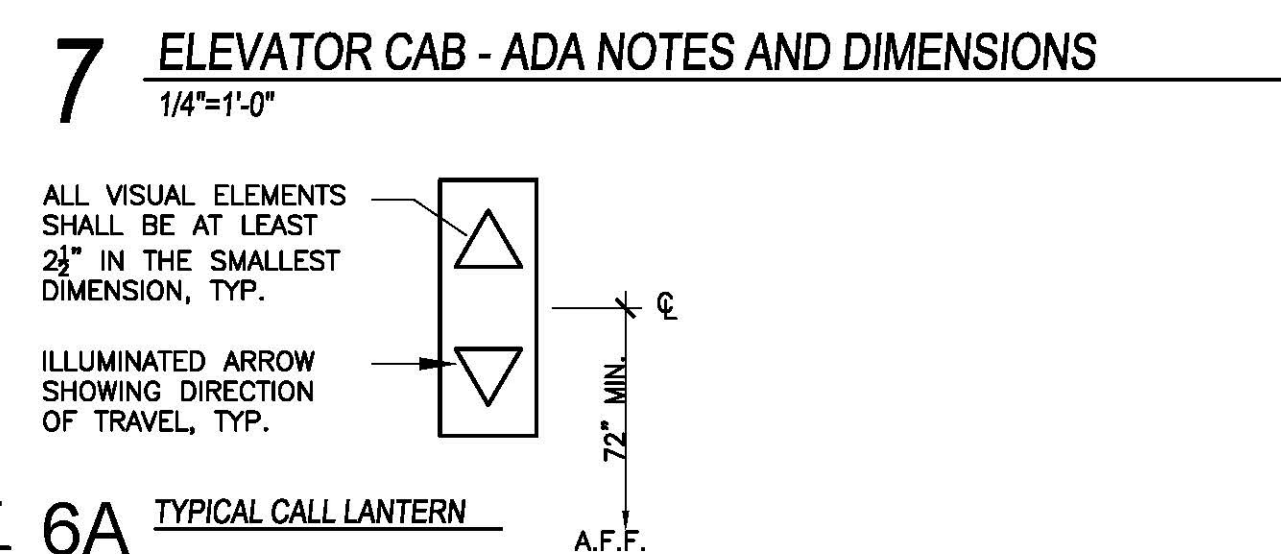 7 ELEVATOR CAB - ADA NOTES AND DIMENSIONS
1/4"=1'-0"
ALL VISUAL ELEMENTS
SHALL BE AT LEAST
2½" IN THE SMALLEST
DIMENSION, TYP.
℄
ILLUMINATED ARROW
SHOWING DIRECTION
OF TRAVEL, TYP.
72" MIN.
6A TYPICAL CALL LANTERN
A.F.F.